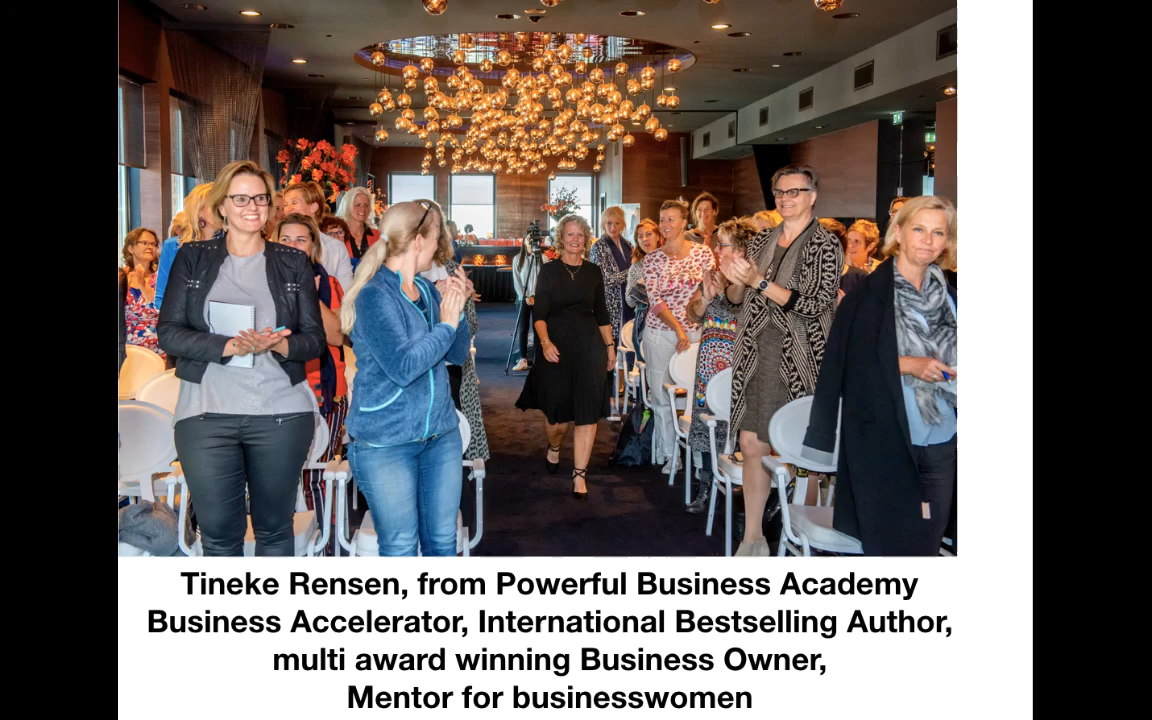 Tineke Rensen, from Powerful Business Academy
Business Accelerator, International Bestselling Author,
multi award winning Business Owner,
Mentor for businesswomen